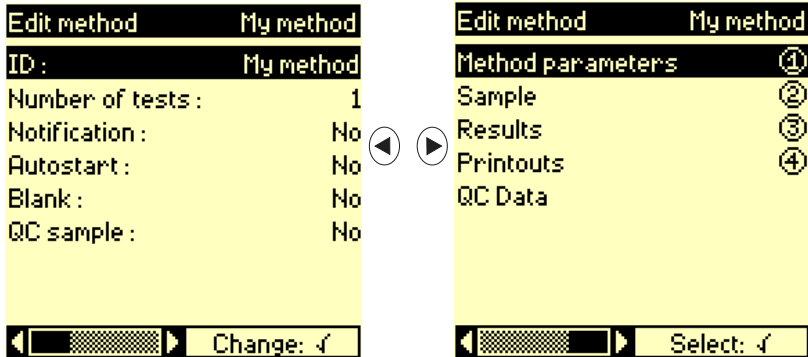 Edit method My method
ID : My method
Number of tests : 1
Notification : No
Autostart : No
Blank : No
QC sample : No
Change: √
Edit method My method
Method parameters ①
Sample ②
Results ③
Printouts ④
QC Data
Select: √